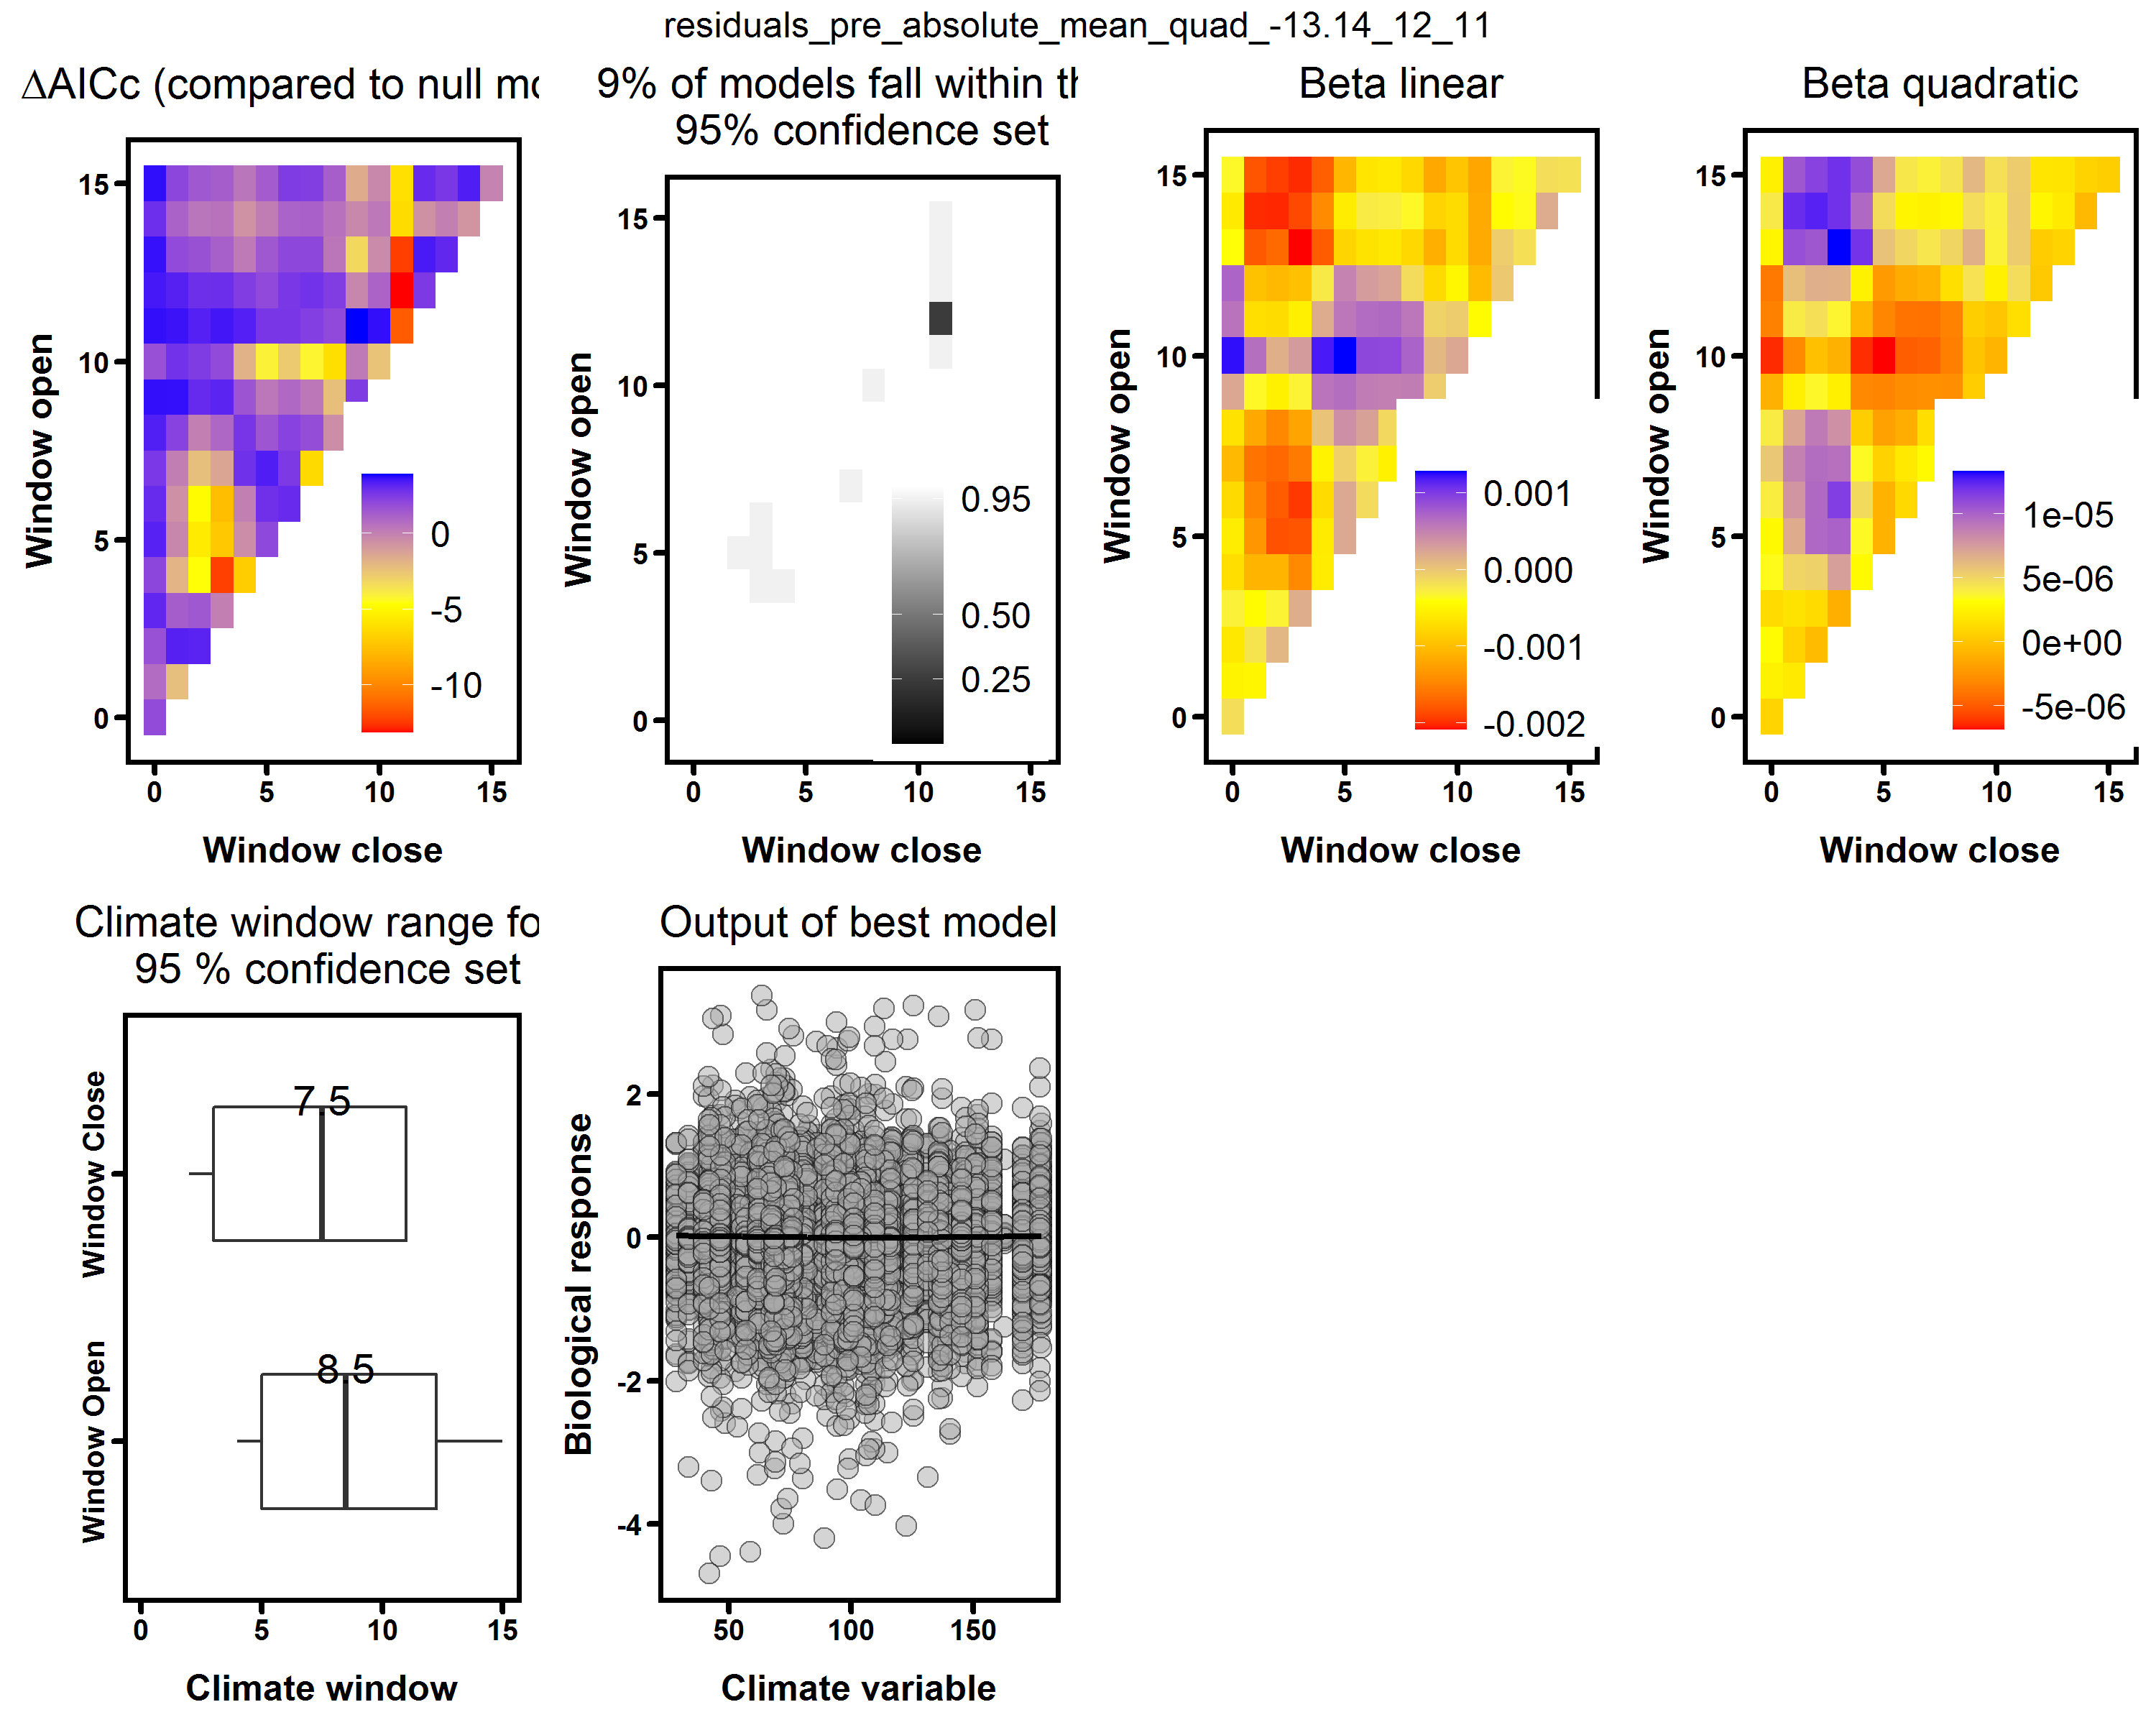 residuals_pre_absolute_mean_quad_-13.14_12_11
ΔAICc (compared to null mo
Window open
15
10
5
0
0
-5
-10
0 5 10 15
Window close
9% of models fall within th
95% confidence set
Window open
15
10
5
0
0.95
0.50
0.25
0 5 10 15
Window close
Beta linear
Window open
15
10
5
0
0.001
0.000
-0.001
-0.002
0 5 10 15
Window close
Beta quadratic
Window open
15
10
5
0
1e-05
5e-06
0e+00
-5e-06
0 5 10 15
Window close
Climate window range fo
95 % confidence set
Window Close
7.5
Window Open
8.5
0 5 10 15
Climate window
Output of best model
Biological response
2
0
-2
-4
50 100 150
Climate variable